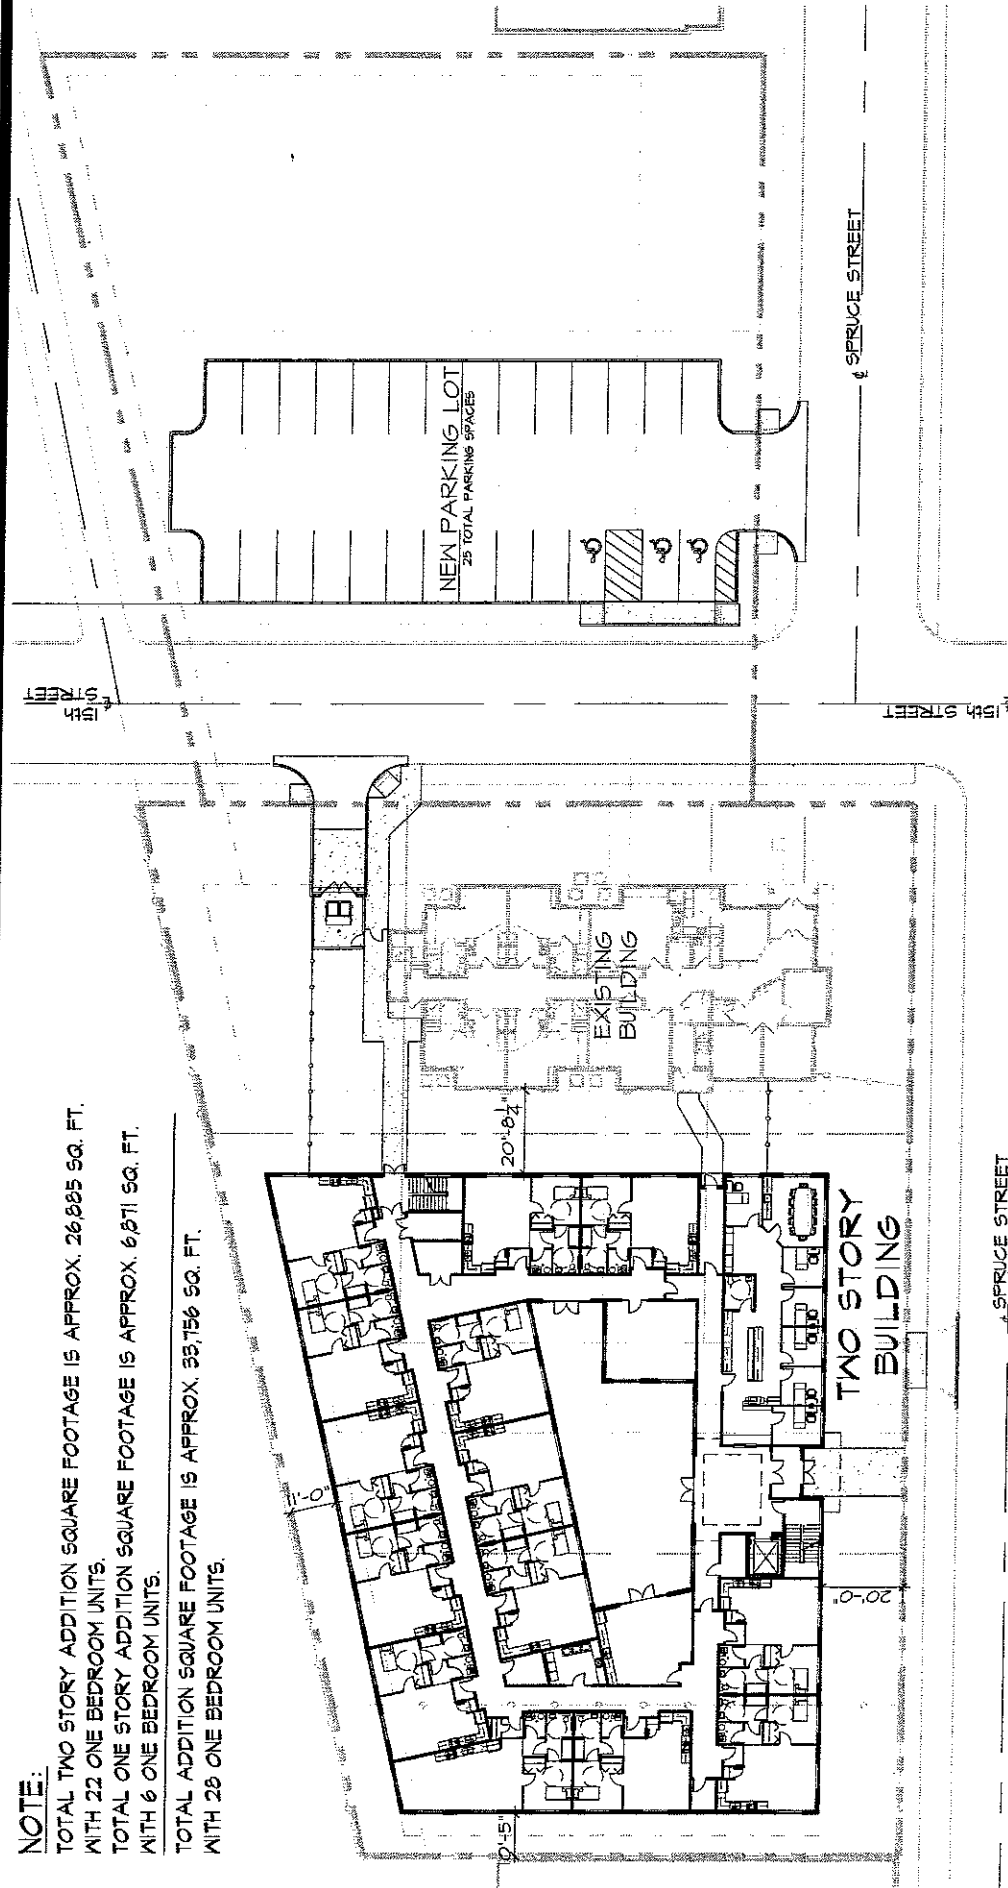 NOTE:
TOTAL TWO STORY ADDITION SQUARE FOOTAGE IS APPROX. 26,885 SQ. FT.
WITH 22 ONE BEDROOM UNITS.
TOTAL ONE STORY ADDITION SQUARE FOOTAGE IS APPROX. 6,871 SQ. FT.
WITH 6 ONE BEDROOM UNITS.
TOTAL ADDITION SQUARE FOOTAGE IS APPROX. 33,756 SQ. FT.
WITH 28 ONE BEDROOM UNITS.
15th
STREET
NEW PARKING LOT
25 TOTAL PARKING SPACES
EXISTING
BUILDING
20'-8 1/4"
TWO STORY
BUILDING
20'-0"
SPRUCE STREET
15th STREET
SPRUCE STREET